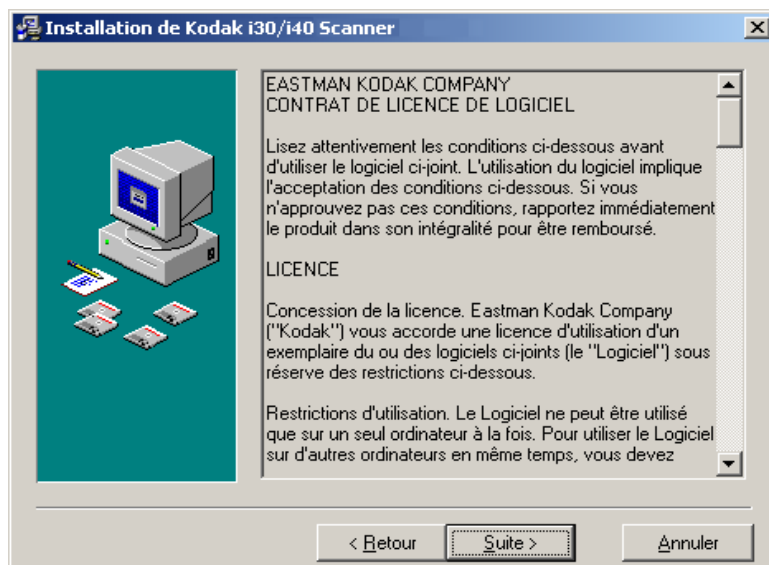 Installation de Kodak i30/i40 Scanner
EASTMAN KODAK COMPANY
CONTRAT DE LICENCE DE LOGICIEL
Lisez attentivement les conditions ci-dessous avant
d'utiliser le logiciel ci-joint. L'utilisation du logiciel implique
l'acceptation des conditions ci-dessous. Si vous
n'approuvez pas ces conditions, rapportez immédiatement
le produit dans son intégralité pour être remboursé.
LICENCE
Concession de la licence. Eastman Kodak Company
("Kodak") vous accorde une licence d'utilisation d'un
exemplaire du ou des logiciels ci-joints (le "Logiciel") sous
réserve des restrictions ci-dessous.
Restrictions d'utilisation. Le Logiciel ne peut être utilisé
que sur un seul ordinateur à la fois. Pour utiliser le Logiciel
sur d'autres ordinateurs en même temps, vous devez
< Retour
Suite >
Annuler